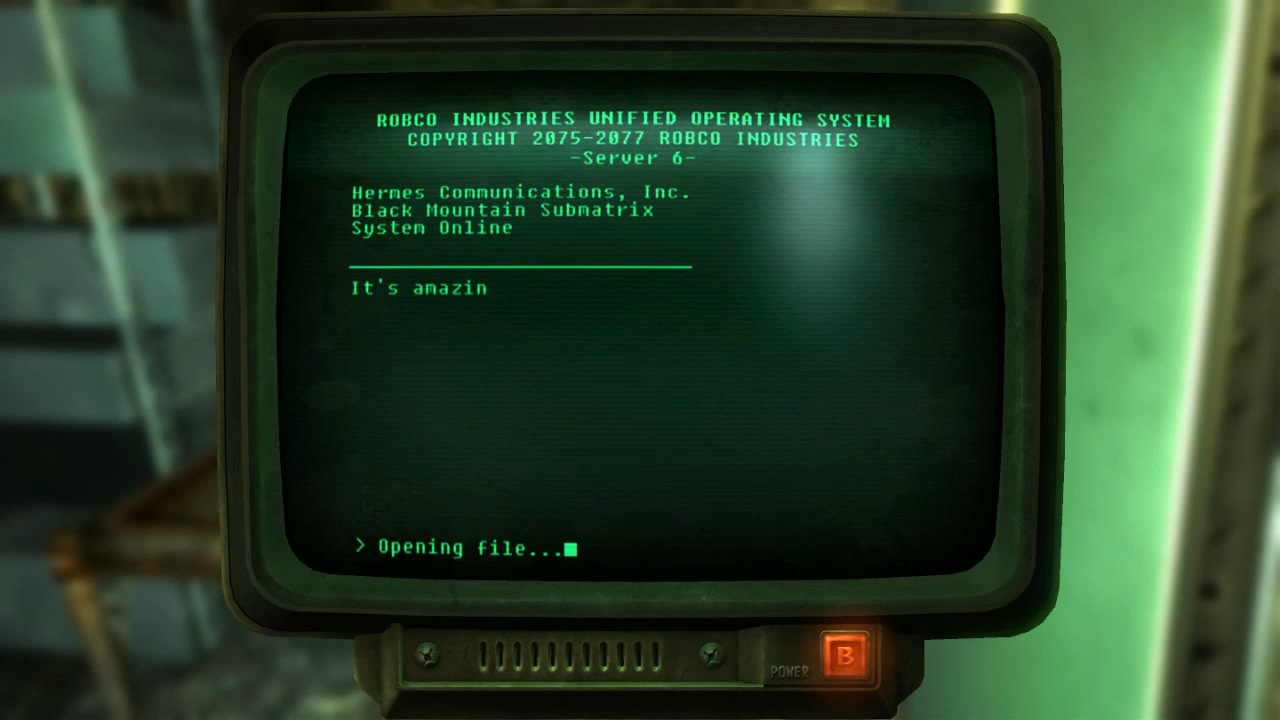 ROBCO INDUSTRIES UNIFIED OPERATING SYSTEM
COPYRIGHT 2075-2077 ROBCO INDUSTRIES
-Server 6-
Hermes Communications, Inc.
Black Mountain Submatrix
System Online
It's amazin
> Opening file...
POWER
B